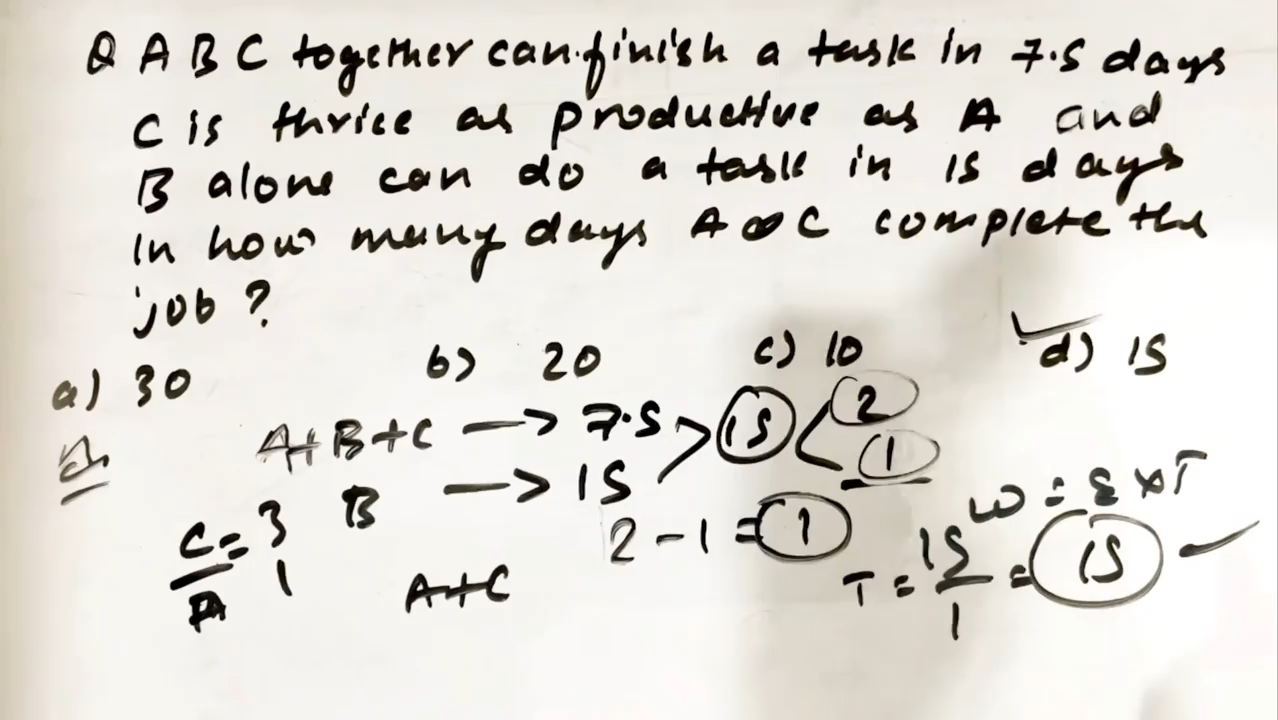 Q A B C together can finish a task in 7.5 days
C is thrice as productive as A and
B alone can do a task in 15 days
In how many days A & C complete the
job?
a) 30 b) 20 c) 10 d) 15
A+B+C → 7.5 > 15 < 2
B → 15 1
C/A = 3/1
2-1 = 1
W = E×T
A+C
T = 15/1 = 15